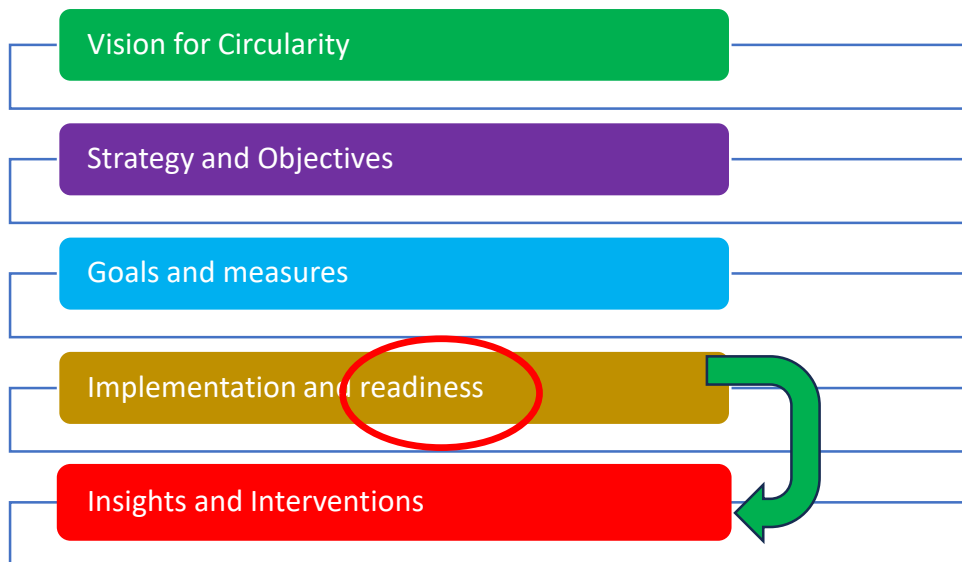 Vision for Circularity
Strategy and Objectives
Goals and measures
Implementation and readiness
Insights and Interventions